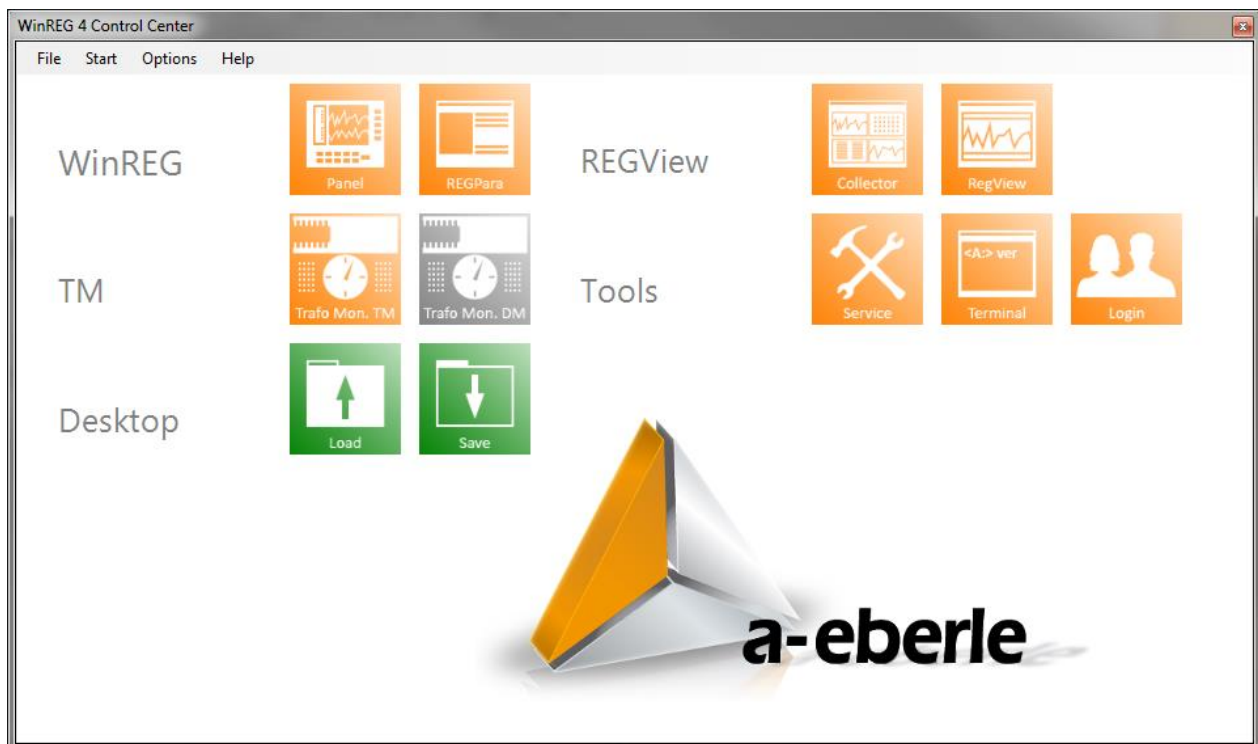 WinREG 4 Control Center
File Start Options Help
WinREG
Panel
REGPara
REGView
Collector
RegView
TM
Trafo Mon. TM
Trafo Mon. DM
Tools
Service
<A:> ver
Terminal
Login
Desktop
Load
Save
a-eberle